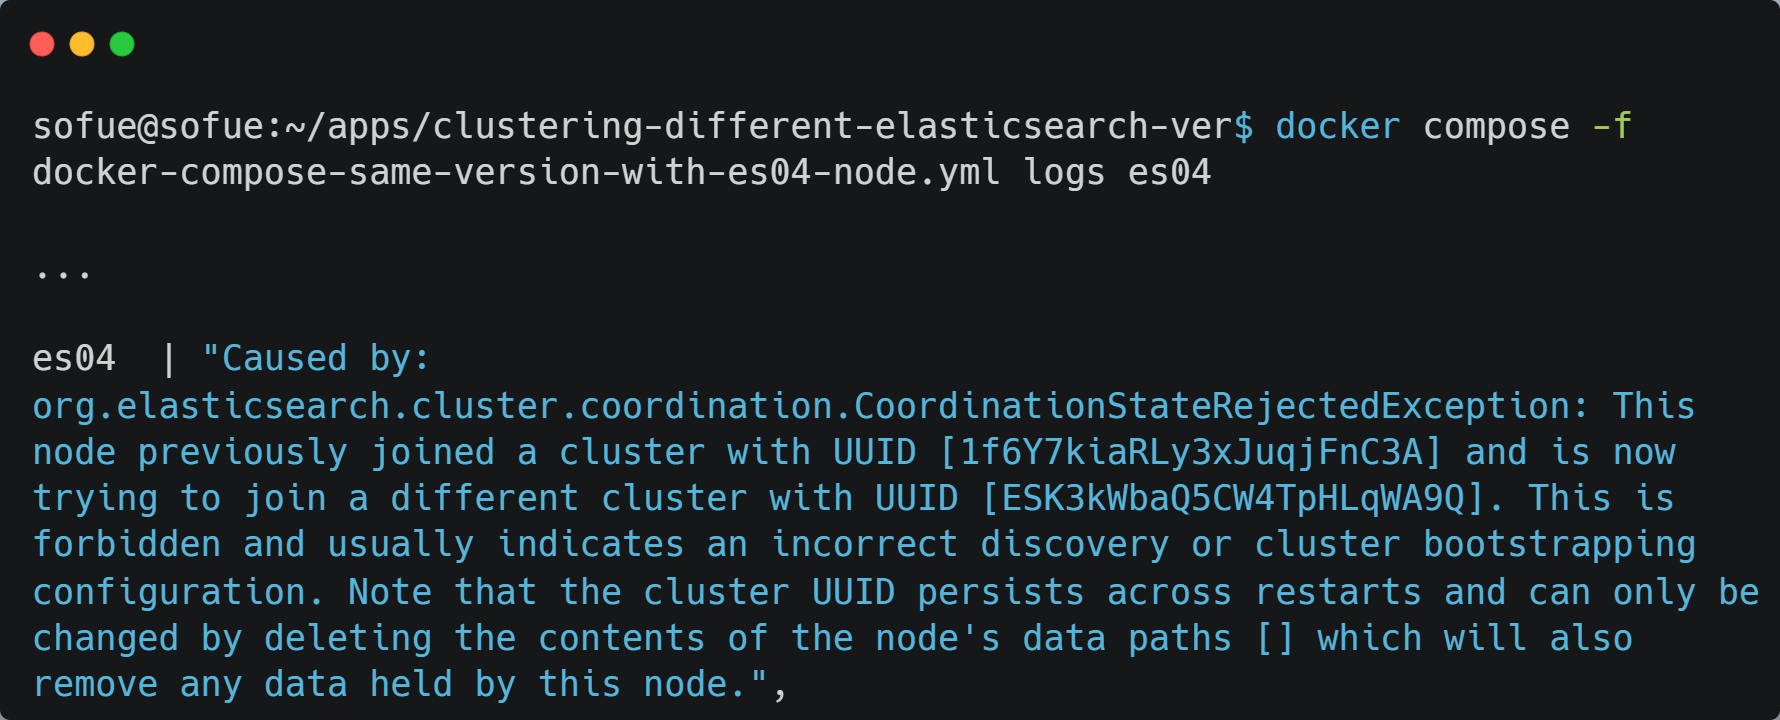 sofue@sofue:~/apps/clustering-different-elasticsearch-ver$ docker compose -f
docker-compose-same-version-with-es04-node.yml logs es04
...
es04  | "Caused by:
org.elasticsearch.cluster.coordination.CoordinationStateRejectedException: This
node previously joined a cluster with UUID [1f6Y7kiaRLy3xJuqjFnC3A] and is now
trying to join a different cluster with UUID [ESK3kWbaQ5CW4TpHLqWA9Q]. This is
forbidden and usually indicates an incorrect discovery or cluster bootstrapping
configuration. Note that the cluster UUID persists across restarts and can only be
changed by deleting the contents of the node's data paths [] which will also
remove any data held by this node.",